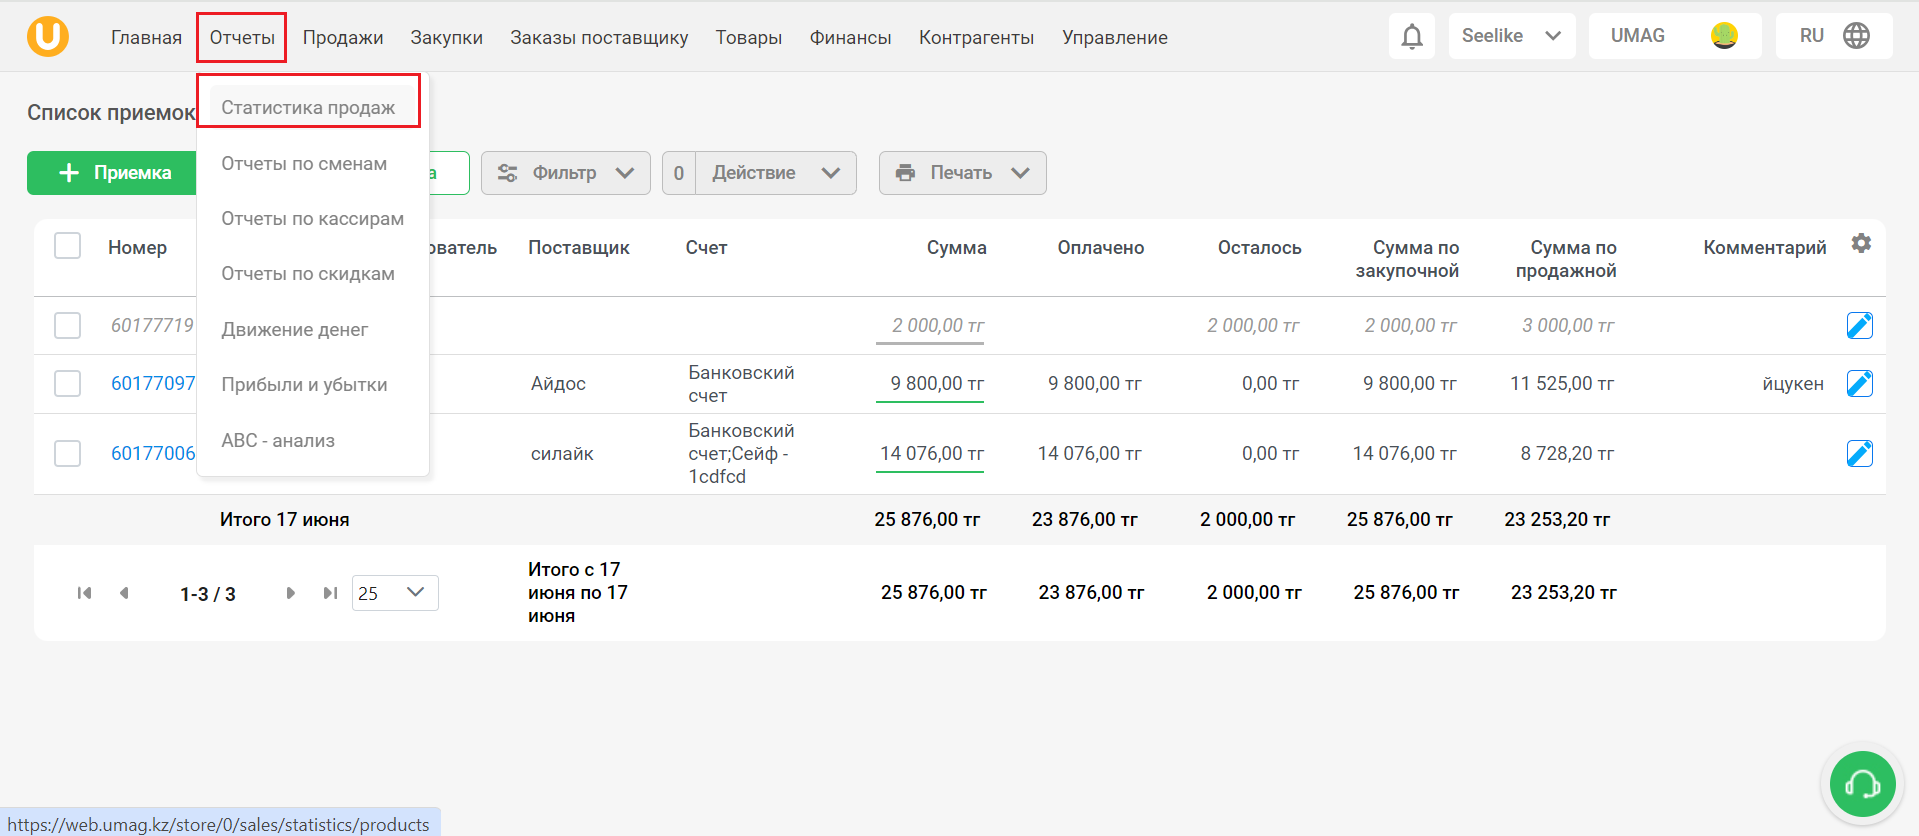 U
Главная Отчеты Продажи Закупки Заказы поставщику Товары Финансы Контрагенты Управление Seelike UMAG RU
Список приемок
Статистика продаж
Отчеты по сменам
Отчеты по кассирам
Отчеты по скидкам
Движение денег
Прибыли и убытки
АВС - анализ
Приемка а Фильтр 0 Действие Печать
Номер ователь Поставщик Счет Сумма Оплачено Осталось Сумма по закупочной Сумма по продажной Комментарий
60177719 2 000,00 тг 2 000,00 тг 2 000,00 тг 3 000,00 тг
60177097 Айдос Банковский счет 9 800,00 тг 9 800,00 тг 0,00 тг 9 800,00 тг 11 525,00 тг йцукен
60177006 силайк Банковский счет;Сейф - 1cdfcd 14 076,00 тг 14 076,00 тг 0,00 тг 14 076,00 тг 8 728,20 тг
Итого 17 июня 25 876,00 тг 23 876,00 тг 2 000,00 тг 25 876,00 тг 23 253,20 тг
1-3 / 3 25 Итого с 17 июня по 17 июня 25 876,00 тг 23 876,00 тг 2 000,00 тг 25 876,00 тг 23 253,20 тг
https://web.umag.kz/store/0/sales/statistics/products